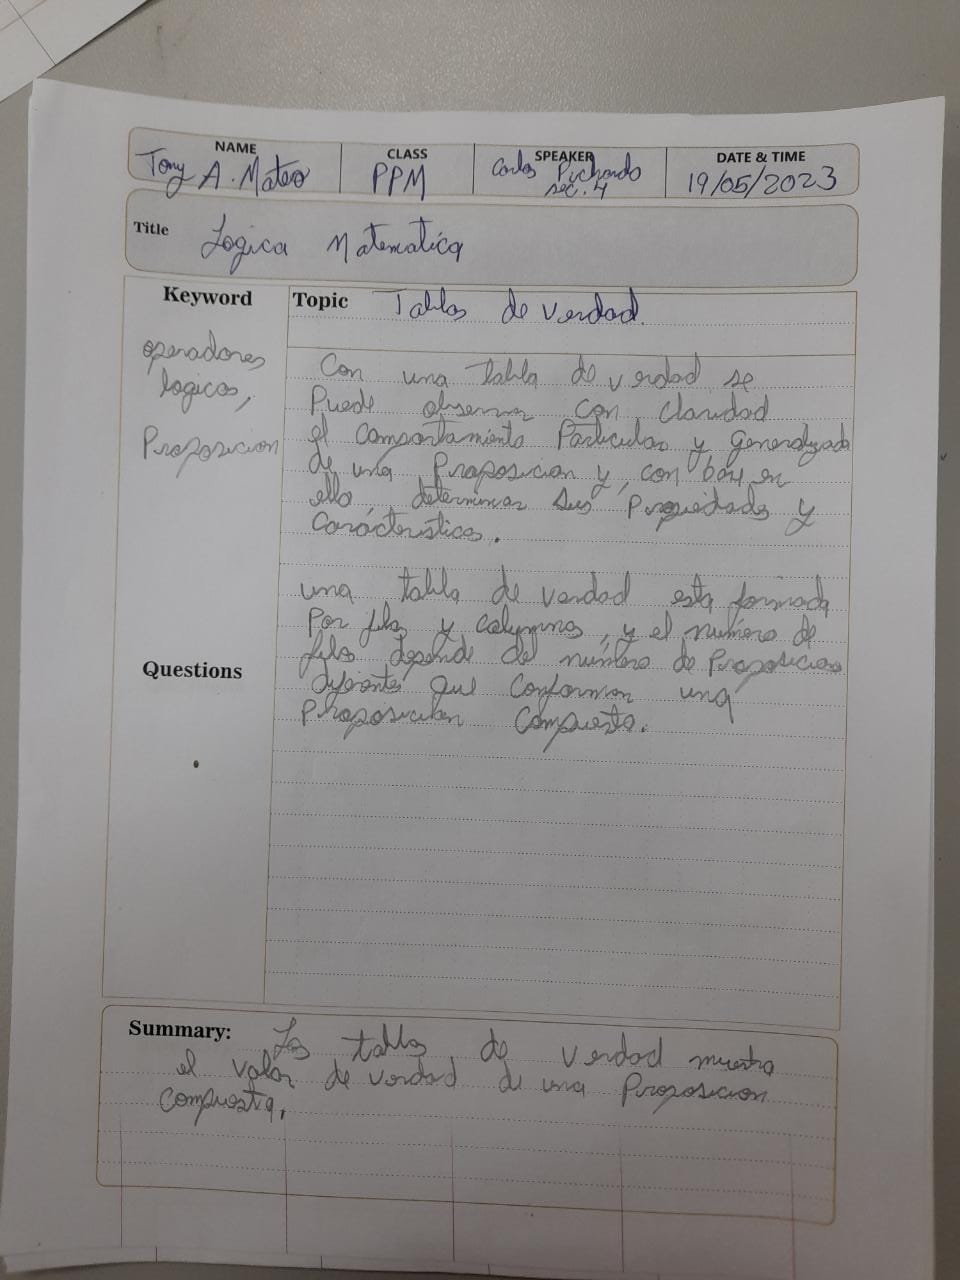 NAME
Tony A. Mateo
CLASS
PPM
SPEAKER
Carlos Pichardo
sec. 4
DATE & TIME
19/05/2023
Title Logica Matematica
Keyword
operadores
logicos,
Proposicion
Topic Tablas de verdad.
Con una tabla de verdad se
Puede observar con claridad
el comportamiento Particular y generalizada
de una Proposicion y, con base en
ello determinar sus Propiedades y
Carácterísticas.
una tabla de verdad esta formada
Por filas y columnas, y el número de
filas depende del número de Proposiciones
diferentes que conforman una
Proposicion Compuesta.
Questions
Summary: Las tablas de verdad muestra
el valor de verdad de una Proposicion
Compuesta,